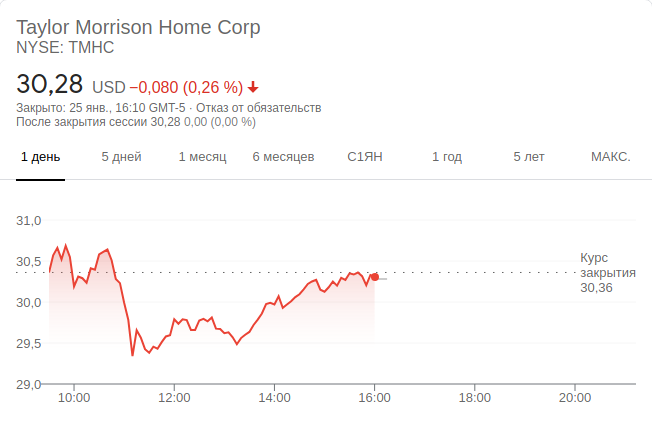 Taylor Morrison Home Corp
NYSE: TMHC
30,28 USD −0,080 (0,26 %)
Закрыто: 25 янв., 16:10 GMT-5 · Отказ от обязательств
После закрытия сессии 30,28 0,00 (0,00 %)
1 день 5 дней 1 месяц 6 месяцев С1ЯН 1 год 5 лет МАКС.
31,0
30,5
30,0
29,5
29,0
Курс
закрытия
30,36
10:00 12:00 14:00 16:00 18:00 20:00